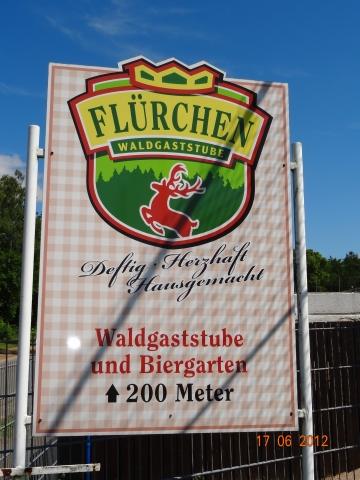 FLÜRCHEN
WALDGASTSTUBE
Deftig · Herzhaft
Hausgemacht
Waldgaststube
und Biergarten
↑ 200 Meter
17 06 2012